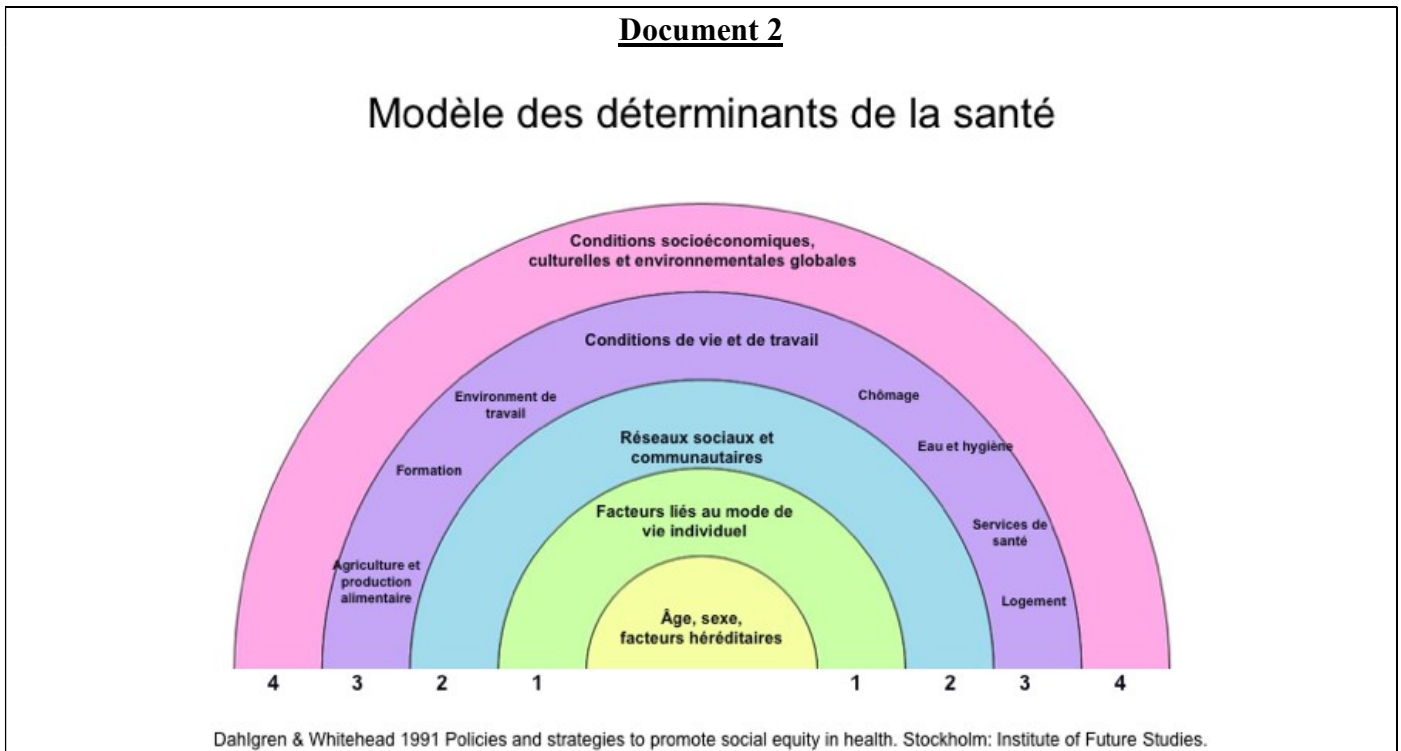 Document 2
Modèle des déterminants de la santé
Conditions socioéconomiques,
culturelles et environnementales globales
Conditions de vie et de travail
Environment de
travail
Chômage
Formation
Eau et hygiène
Réseaux sociaux et
communautaires
Agriculture et
production
alimentaire
Services de
santé
Logement
Facteurs liés au mode de
vie individuel
Âge, sexe,
facteurs héréditaires
4 3 2 1 1 2 3 4
Dahlgren & Whitehead 1991 Policies and strategies to promote social equity in health. Stockholm: Institute of Future Studies.